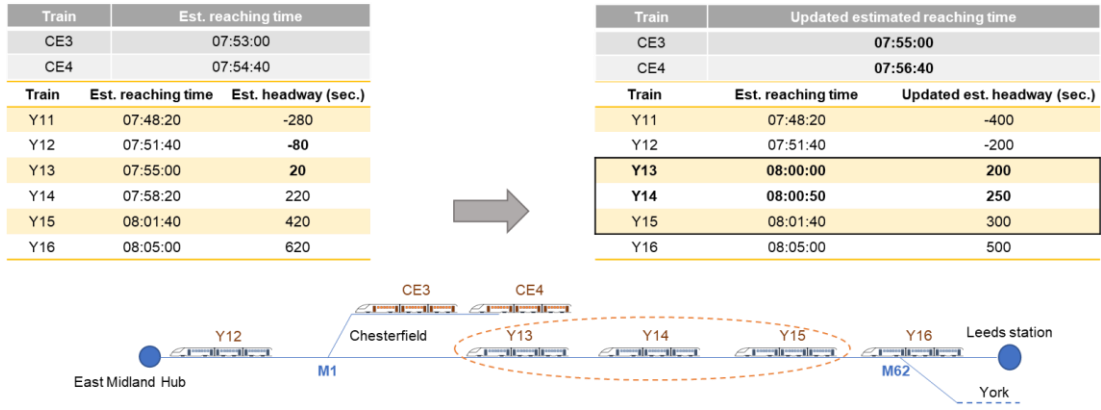 Train Est. reaching time
CE3 07:53:00
CE4 07:54:40
Train Est. reaching time Est. headway (sec.)
Y11 07:48:20 -280
Y12 07:51:40 -80
Y13 07:55:00 20
Y14 07:58:20 220
Y15 08:01:40 420
Y16 08:05:00 620
Train Updated estimated reaching time
CE3 07:55:00
CE4 07:56:40
Train Est. reaching time Updated est. headway (sec.)
Y11 07:48:20 -400
Y12 07:51:40 -200
Y13 08:00:00 200
Y14 08:00:50 250
Y15 08:01:40 300
Y16 08:05:00 500
CE3 CE4
Y12 Chesterfield Y13 Y14 Y15 Y16 Leeds station
East Midland Hub M1 M62
York